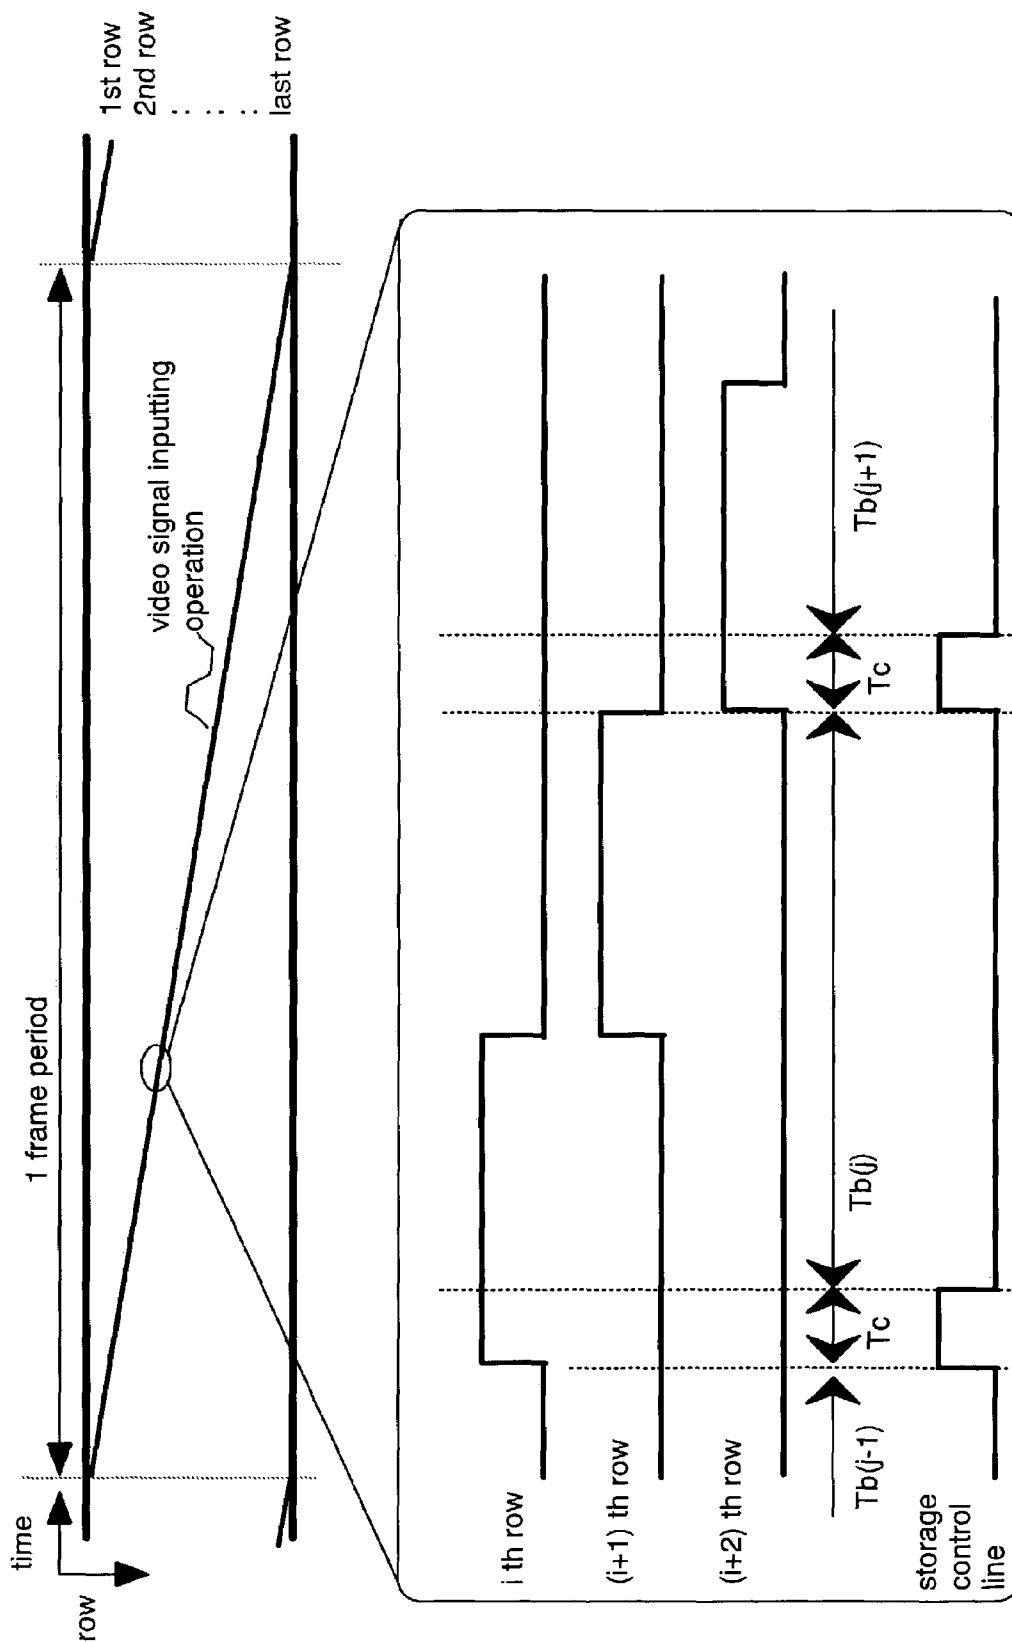 time
1 frame period
row
1st row
2nd row
: : :
last row
video signal inputting
operation
i th row
(i+1) th row
(i+2) th row
Tb(j-1)
Tc
Tb(j)
Tc
Tb(j+1)
storage
control
line